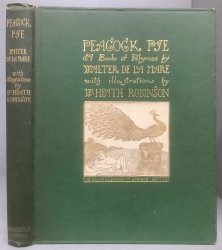 PEACOCK
PIE
WALTER
DE LA MARE
with
illustrations
by
W. HEATH
ROBINSON
PEACOCK PIE
A Book of Rhymes by
WALTER DE LA MARE
with illustrations by
W. HEATH ROBINSON